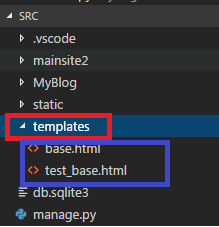 SRC
.vscode
mainsite2
MyBlog
static
templates
base.html
test_base.html
db.sqlite3
manage.py